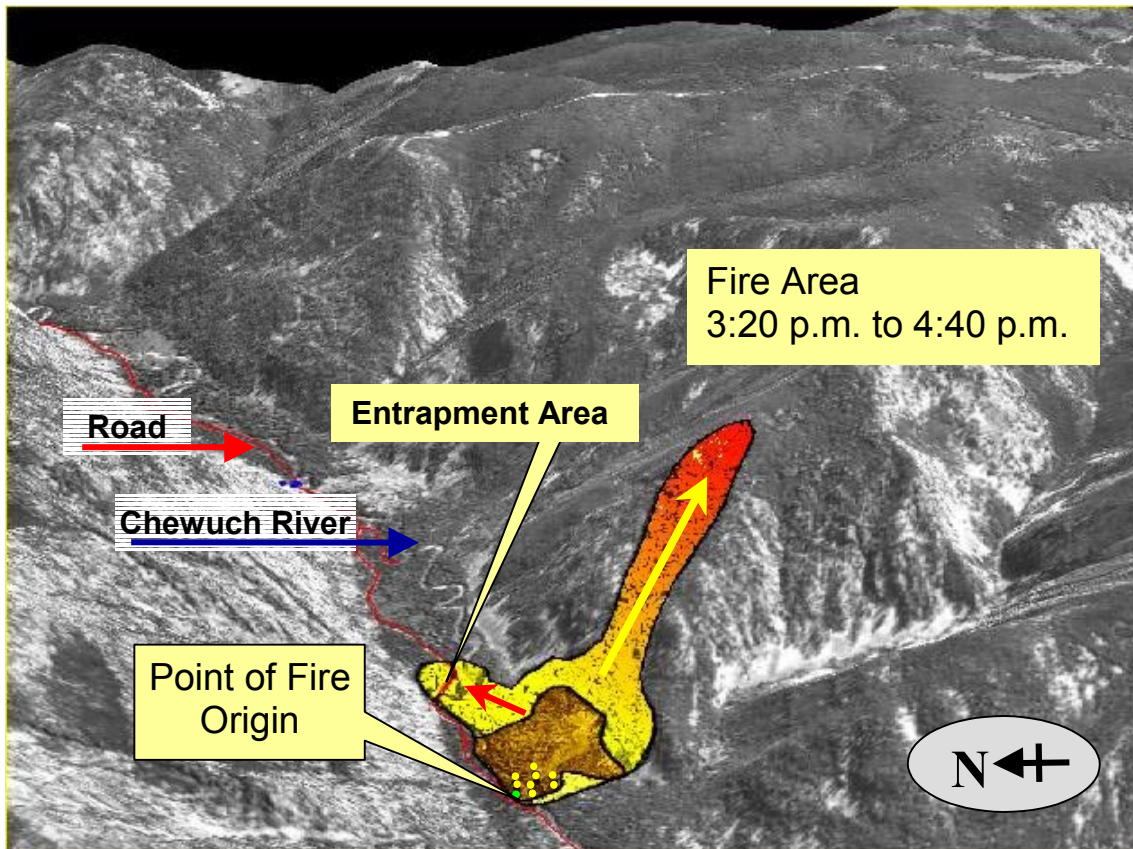 Fire Area
3:20 p.m. to 4:40 p.m.
Entrapment Area
Road
Chewuch River
Point of Fire
Origin
N